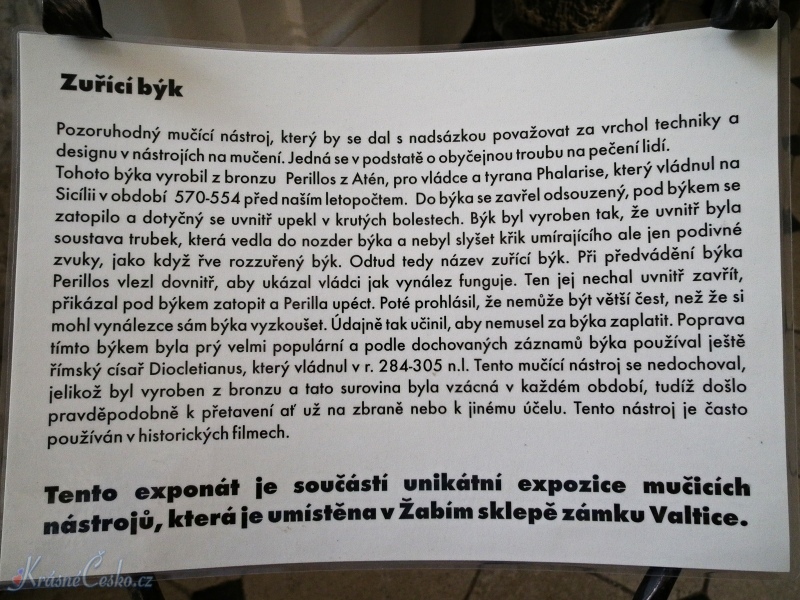 Zuřící býk
Pozoruhodný mučící nástroj, který by se dal s nadsázkou považovat za vrchol techniky a
designu v nástrojích na mučení. Jedná se v podstatě o obyčejnou troubu na pečení lidí.
Tohoto býka vyrobil z bronzu Perillos z Atén, pro vládce a tyrana Phalarise, který vládnul na
Sicílii v období 570-554 před naším letopočtem. Do býka se zavřel odsouzený, pod býkem se
zatopilo a dotyčný se uvnitř upekl v krutých bolestech. Býk byl vyroben tak, že uvnitř byla
soustava trubek, která vedla do nozder býka a nebyl slyšet křik umírajícího ale jen podivné
zvuky, jako když řve rozzuřený býk. Odtud tedy název zuřící býk. Při předvádění býka
Perillos vlezl dovnitř, aby ukázal vládci jak vynález funguje. Ten jej nechal uvnitř zavřít,
přikázal pod býkem zatopit a Perilla upéct. Poté prohlásil, že nemůže být větší čest, než že si
mohl vynálezce sám býka vyzkoušet. Údajně tak učinil, aby nemusel za býka zaplatit. Poprava
tímto býkem byla prý velmi populární a podle dochovaných záznamů býka používal ještě
římský císař Diocletianus, který vládnul v r. 284-305 n.l. Tento mučící nástroj se nedochoval,
jelikož byl vyroben z bronzu a tato surovina byla vzácná v každém období, tudíž došlo
pravděpodobně k přetavení ať už na zbraně nebo k jinému účelu. Tento nástroj je často
používán v historických filmech.
Tento exponát je součástí unikátní expozice mučicích
nástrojů, která je umístěna v Žabím sklepě zámku Valtice.
KrásnéČesko.cz